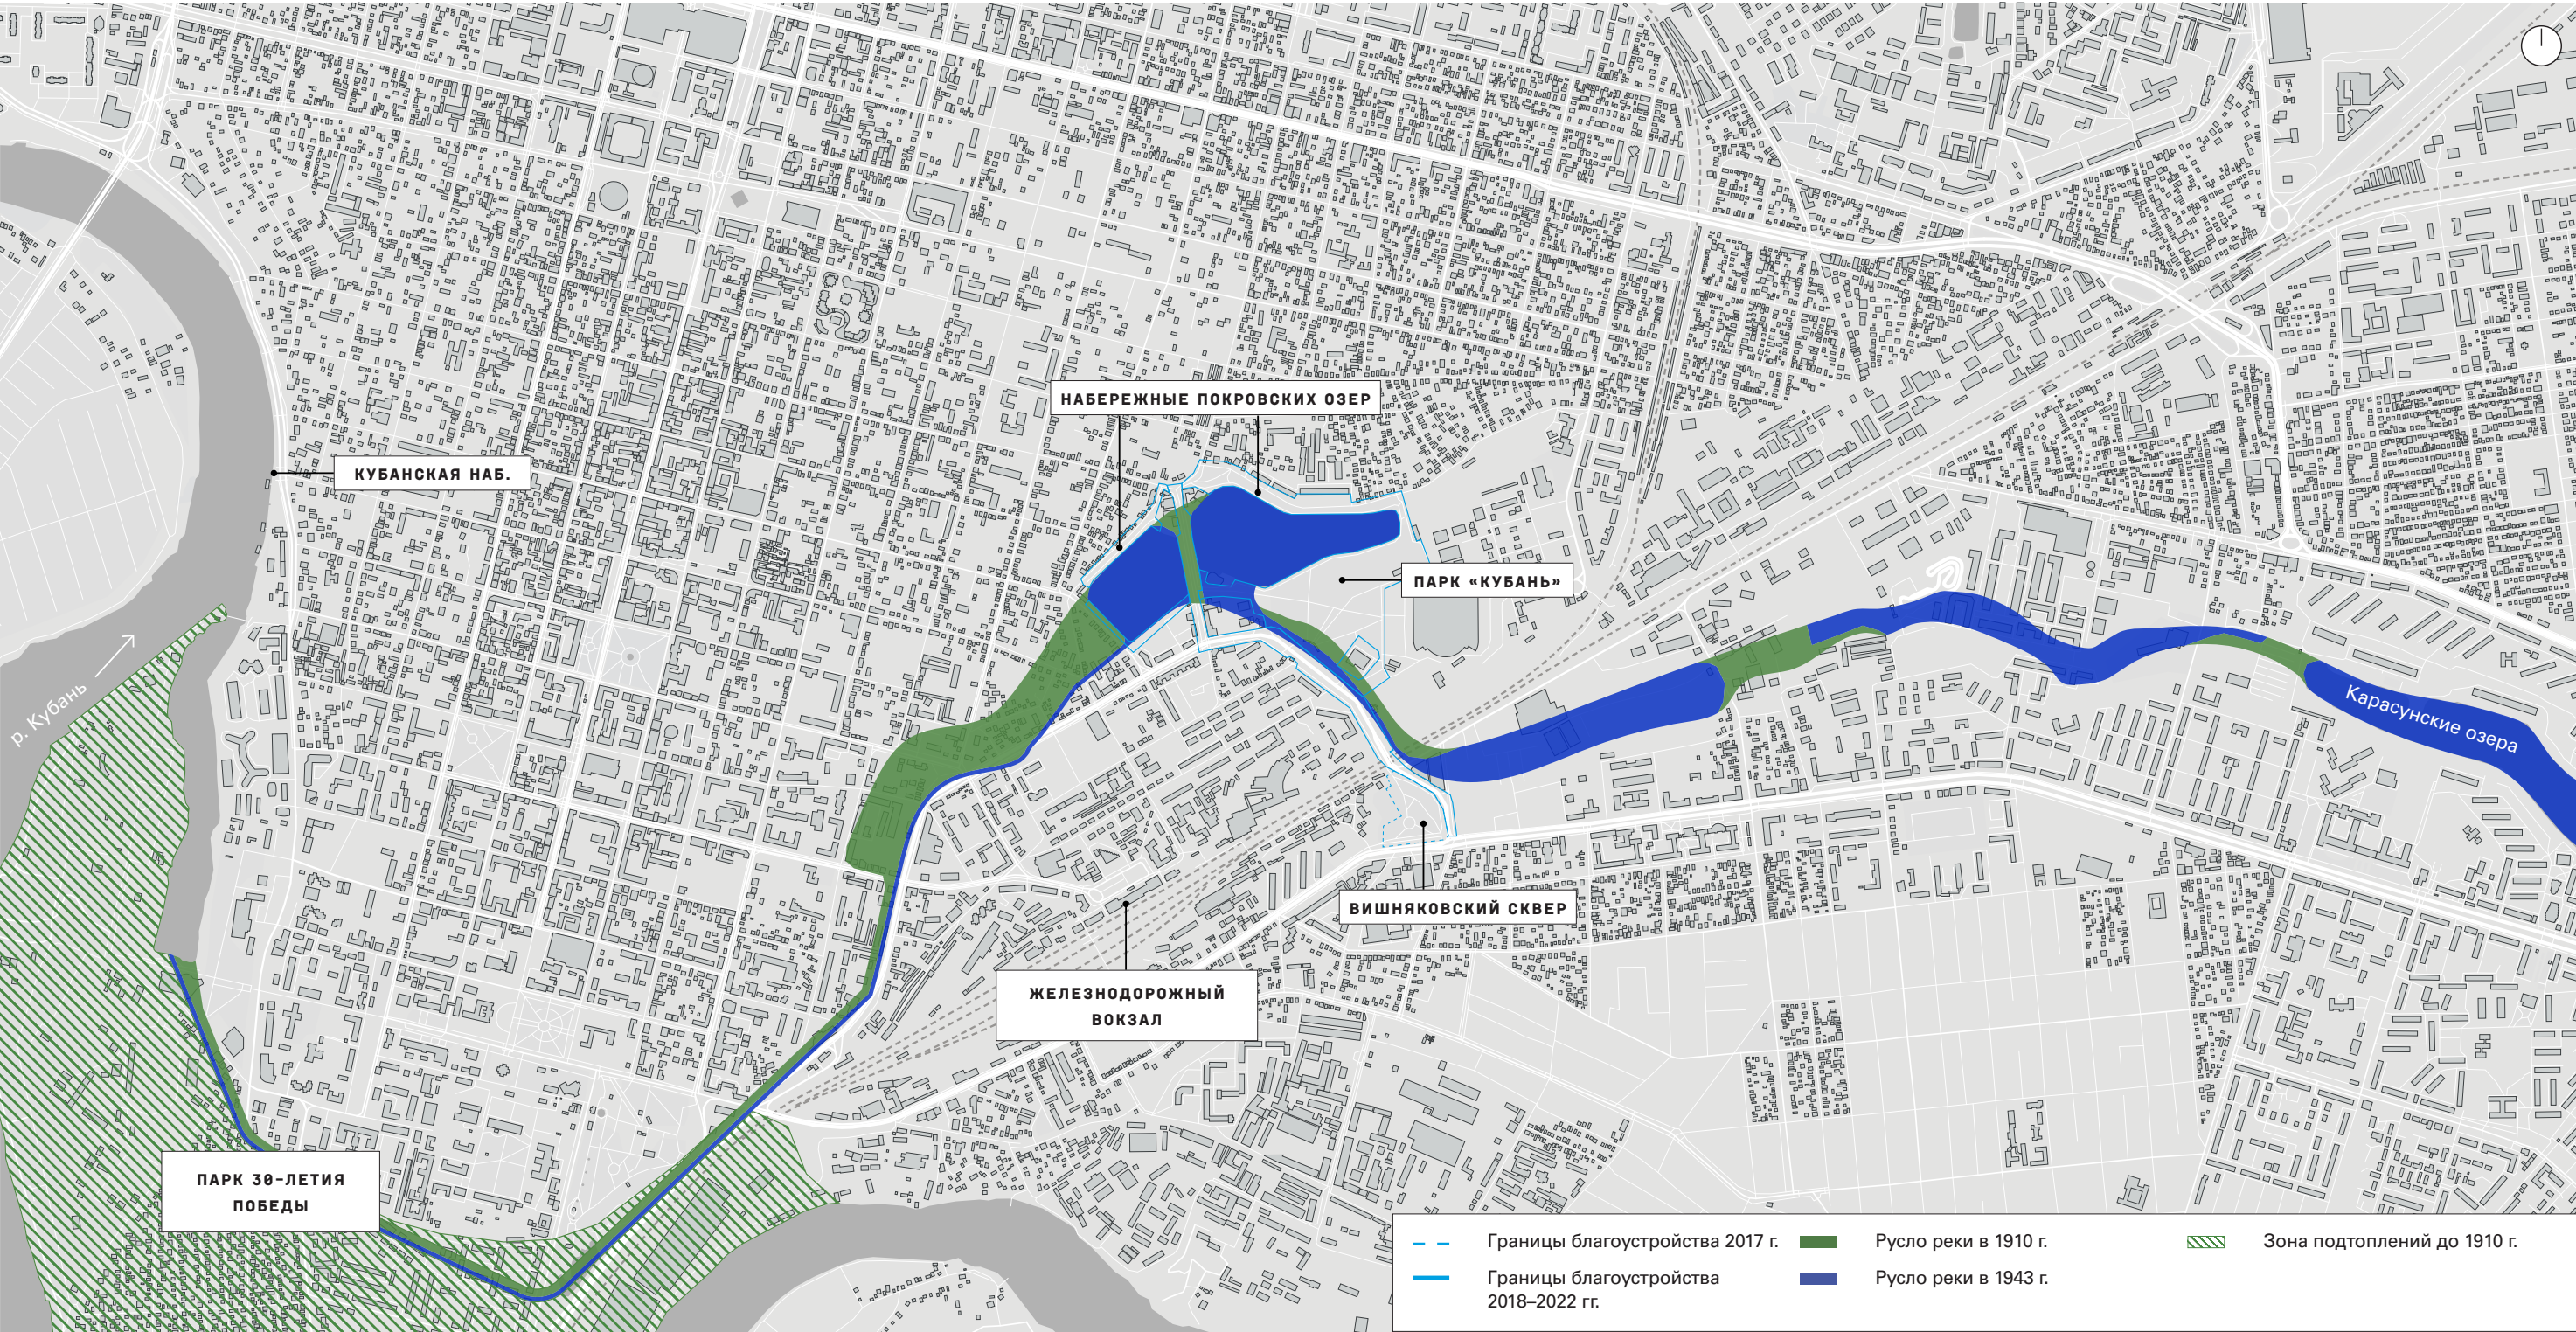 НАБЕРЕЖНЫЕ ПОКРОВСКИХ ОЗЕР
КУБАНСКАЯ НАБ.
ПАРК «КУБАНЬ»
р. Кубань
Карасунские озера
ВИШНЯКОВСКИЙ СКВЕР
ЖЕЛЕЗНОДОРОЖНЫЙ
ВОКЗАЛ
ПАРК 30-ЛЕТИЯ
ПОБЕДЫ
Границы благоустройства 2017 г.
Границы благоустройства
2018–2022 гг.
Русло реки в 1910 г.
Русло реки в 1943 г.
Зона подтоплений до 1910 г.